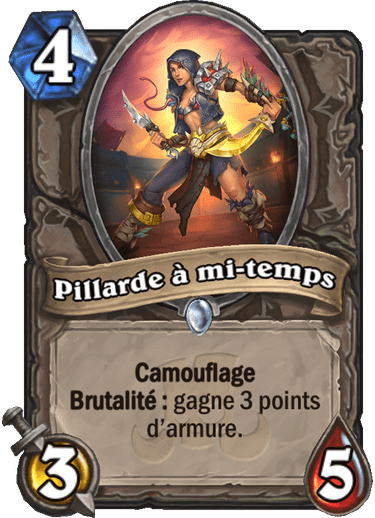 4
Pillarde à mi-temps
Camouflage
Brutalité : gagne 3 points
d'armure.
3
5